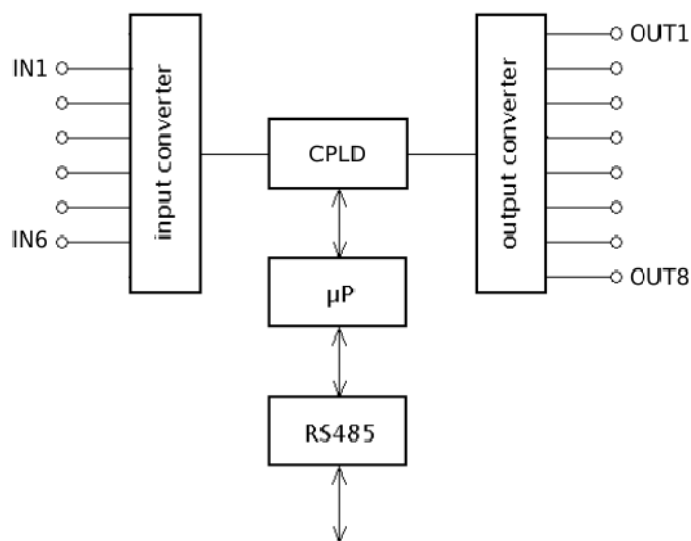 IN1
IN6
input converter
CPLD
µP
RS485
output converter
OUT1
OUT8